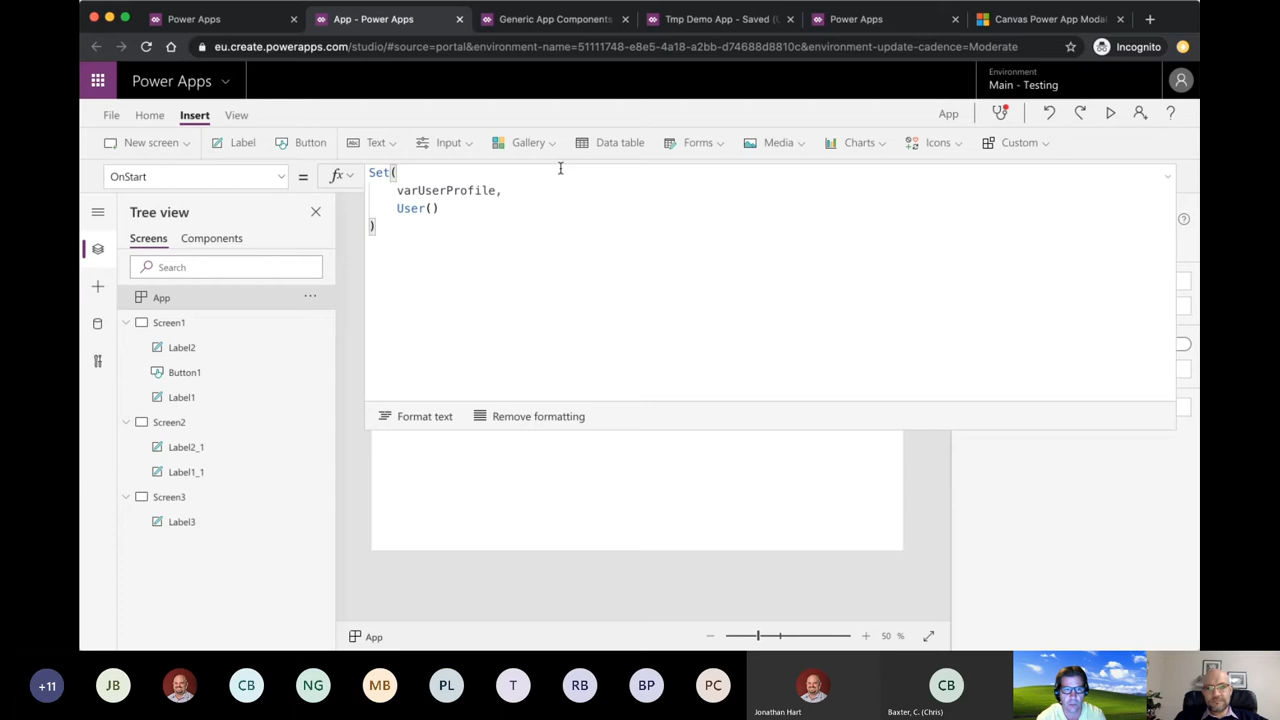 Power Apps
App - Power Apps
Generic App Components
Tmp Demo App - Saved (
Power Apps
Canvas Power App Moda
eu.create.powerapps.com/studio/#source=portal&environment-name=51111748-e8e5-4a18-a2bb-d74688d8810c&environment-update-cadence=Moderate
Incognito
Power Apps
Environment
Main - Testing
File Home Insert View
App
New screen Label Button Text Input Gallery Data table Forms Media Charts Icons Custom
OnStart
=
fx
Set(
varUserProfile,
User()
)
Format text Remove formatting
Tree view
Screens Components
Search
App
Screen1
Label2
Button1
Label1
Screen2
Label2_1
Label1_1
Screen3
Label3
App
50 %
+11 JB CB NG MB PL T RB BP PC CB
Jonathan Hart
Baxter, C. (Chris)